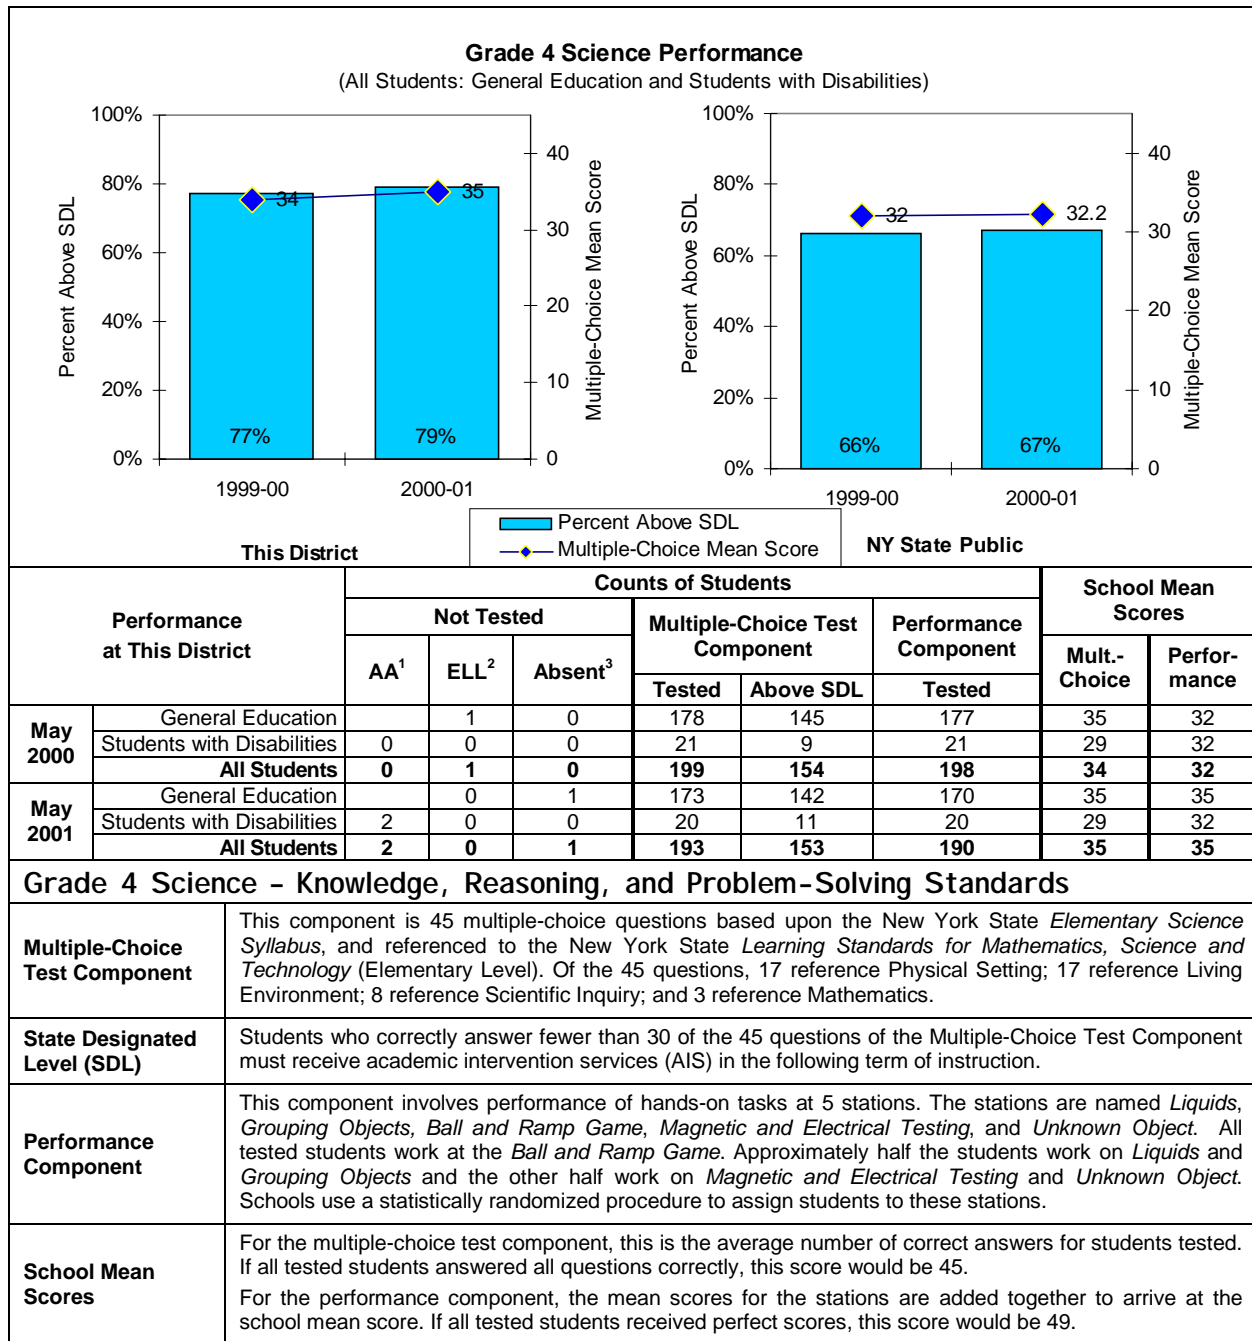 Grade 4 Science Performance
(All Students: General Education and Students with Disabilities)
100%
80%
60%
40%
20%
0%
Percent Above SDL
34
35
77%
79%
1999-00
2000-01
40
30
20
10
0
Multiple-Choice Mean Score
This District
100%
80%
60%
40%
20%
0%
Percent Above SDL
32
32.2
66%
67%
1999-00
2000-01
40
30
20
10
0
Multiple-Choice Mean Score
NY State Public
Percent Above SDL
Multiple-Choice Mean Score
Performance
at This District
Counts of Students
School Mean
Scores
Not Tested
Multiple-Choice Test
Component
Performance
Component
Mult.-
Choice
Perfor-
mance
AA1 ELL2 Absent3
Tested Above SDL Tested
May
2000
General Education 1 0 178 145 177 35 32
Students with Disabilities 0 0 0 21 9 21 29 32
All Students 0 1 0 199 154 198 34 32
May
2001
General Education 0 1 173 142 170 35 35
Students with Disabilities 2 0 0 20 11 20 29 32
All Students 2 0 1 193 153 190 35 35
Grade 4 Science – Knowledge, Reasoning, and Problem-Solving Standards
Multiple-Choice
Test Component
This component is 45 multiple-choice questions based upon the New York State Elementary Science
Syllabus, and referenced to the New York State Learning Standards for Mathematics, Science and
Technology (Elementary Level). Of the 45 questions, 17 reference Physical Setting; 17 reference Living
Environment; 8 reference Scientific Inquiry; and 3 reference Mathematics.
State Designated
Level (SDL)
Students who correctly answer fewer than 30 of the 45 questions of the Multiple-Choice Test Component
must receive academic intervention services (AIS) in the following term of instruction.
Performance
Component
This component involves performance of hands-on tasks at 5 stations. The stations are named Liquids,
Grouping Objects, Ball and Ramp Game, Magnetic and Electrical Testing, and Unknown Object. All
tested students work at the Ball and Ramp Game. Approximately half the students work on Liquids and
Grouping Objects and the other half work on Magnetic and Electrical Testing and Unknown Object.
Schools use a statistically randomized procedure to assign students to these stations.
School Mean
Scores
For the multiple-choice test component, this is the average number of correct answers for students tested.
If all tested students answered all questions correctly, this score would be 45.
For the performance component, the mean scores for the stations are added together to arrive at the
school mean score. If all tested students received perfect scores, this score would be 49.